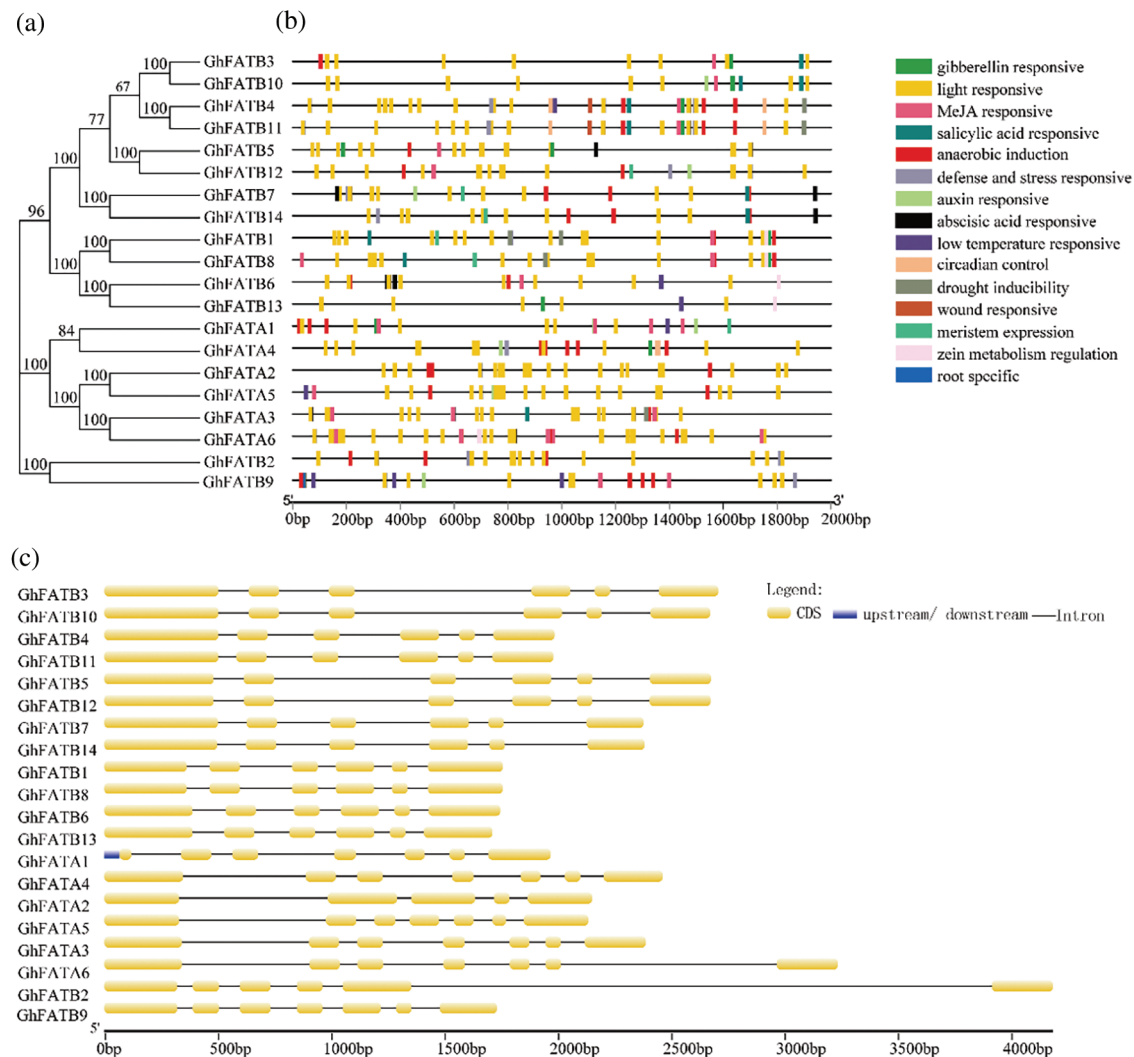 (a)
(b)
100
67
100
77
100
100
100
96
100
100
100
84
100
100
100
100
GhFATB3
GhFATB10
GhFATB4
GhFATB11
GhFATB5
GhFATB12
GhFATB7
GhFATB14
GhFATB1
GhFATB8
GhFATB6
GhFATB13
GhFATA1
GhFATA4
GhFATA2
GhFATA5
GhFATA3
GhFATA6
GhFATB2
GhFATB9
5' 3'
0bp 200bp 400bp 600bp 800bp 1000bp 1200bp 1400bp 1600bp 1800bp 2000bp
gibberellin responsive
light responsive
MeJA responsive
salicylic acid responsive
anaerobic induction
defense and stress responsive
auxin responsive
abscisic acid responsive
low temperature responsive
circadian control
drought inducibility
wound responsive
meristem expression
zein metabolism regulation
root specific
(c)
GhFATB3
GhFATB10
GhFATB4
GhFATB11
GhFATB5
GhFATB12
GhFATB7
GhFATB14
GhFATB1
GhFATB8
GhFATB6
GhFATB13
GhFATA1
GhFATA4
GhFATA2
GhFATA5
GhFATA3
GhFATA6
GhFATB2
GhFATB9
Legend:
CDS upstream/ downstream Intron
5' 3'
0bp 500bp 1000bp 1500bp 2000bp 2500bp 3000bp 3500bp 4000bp